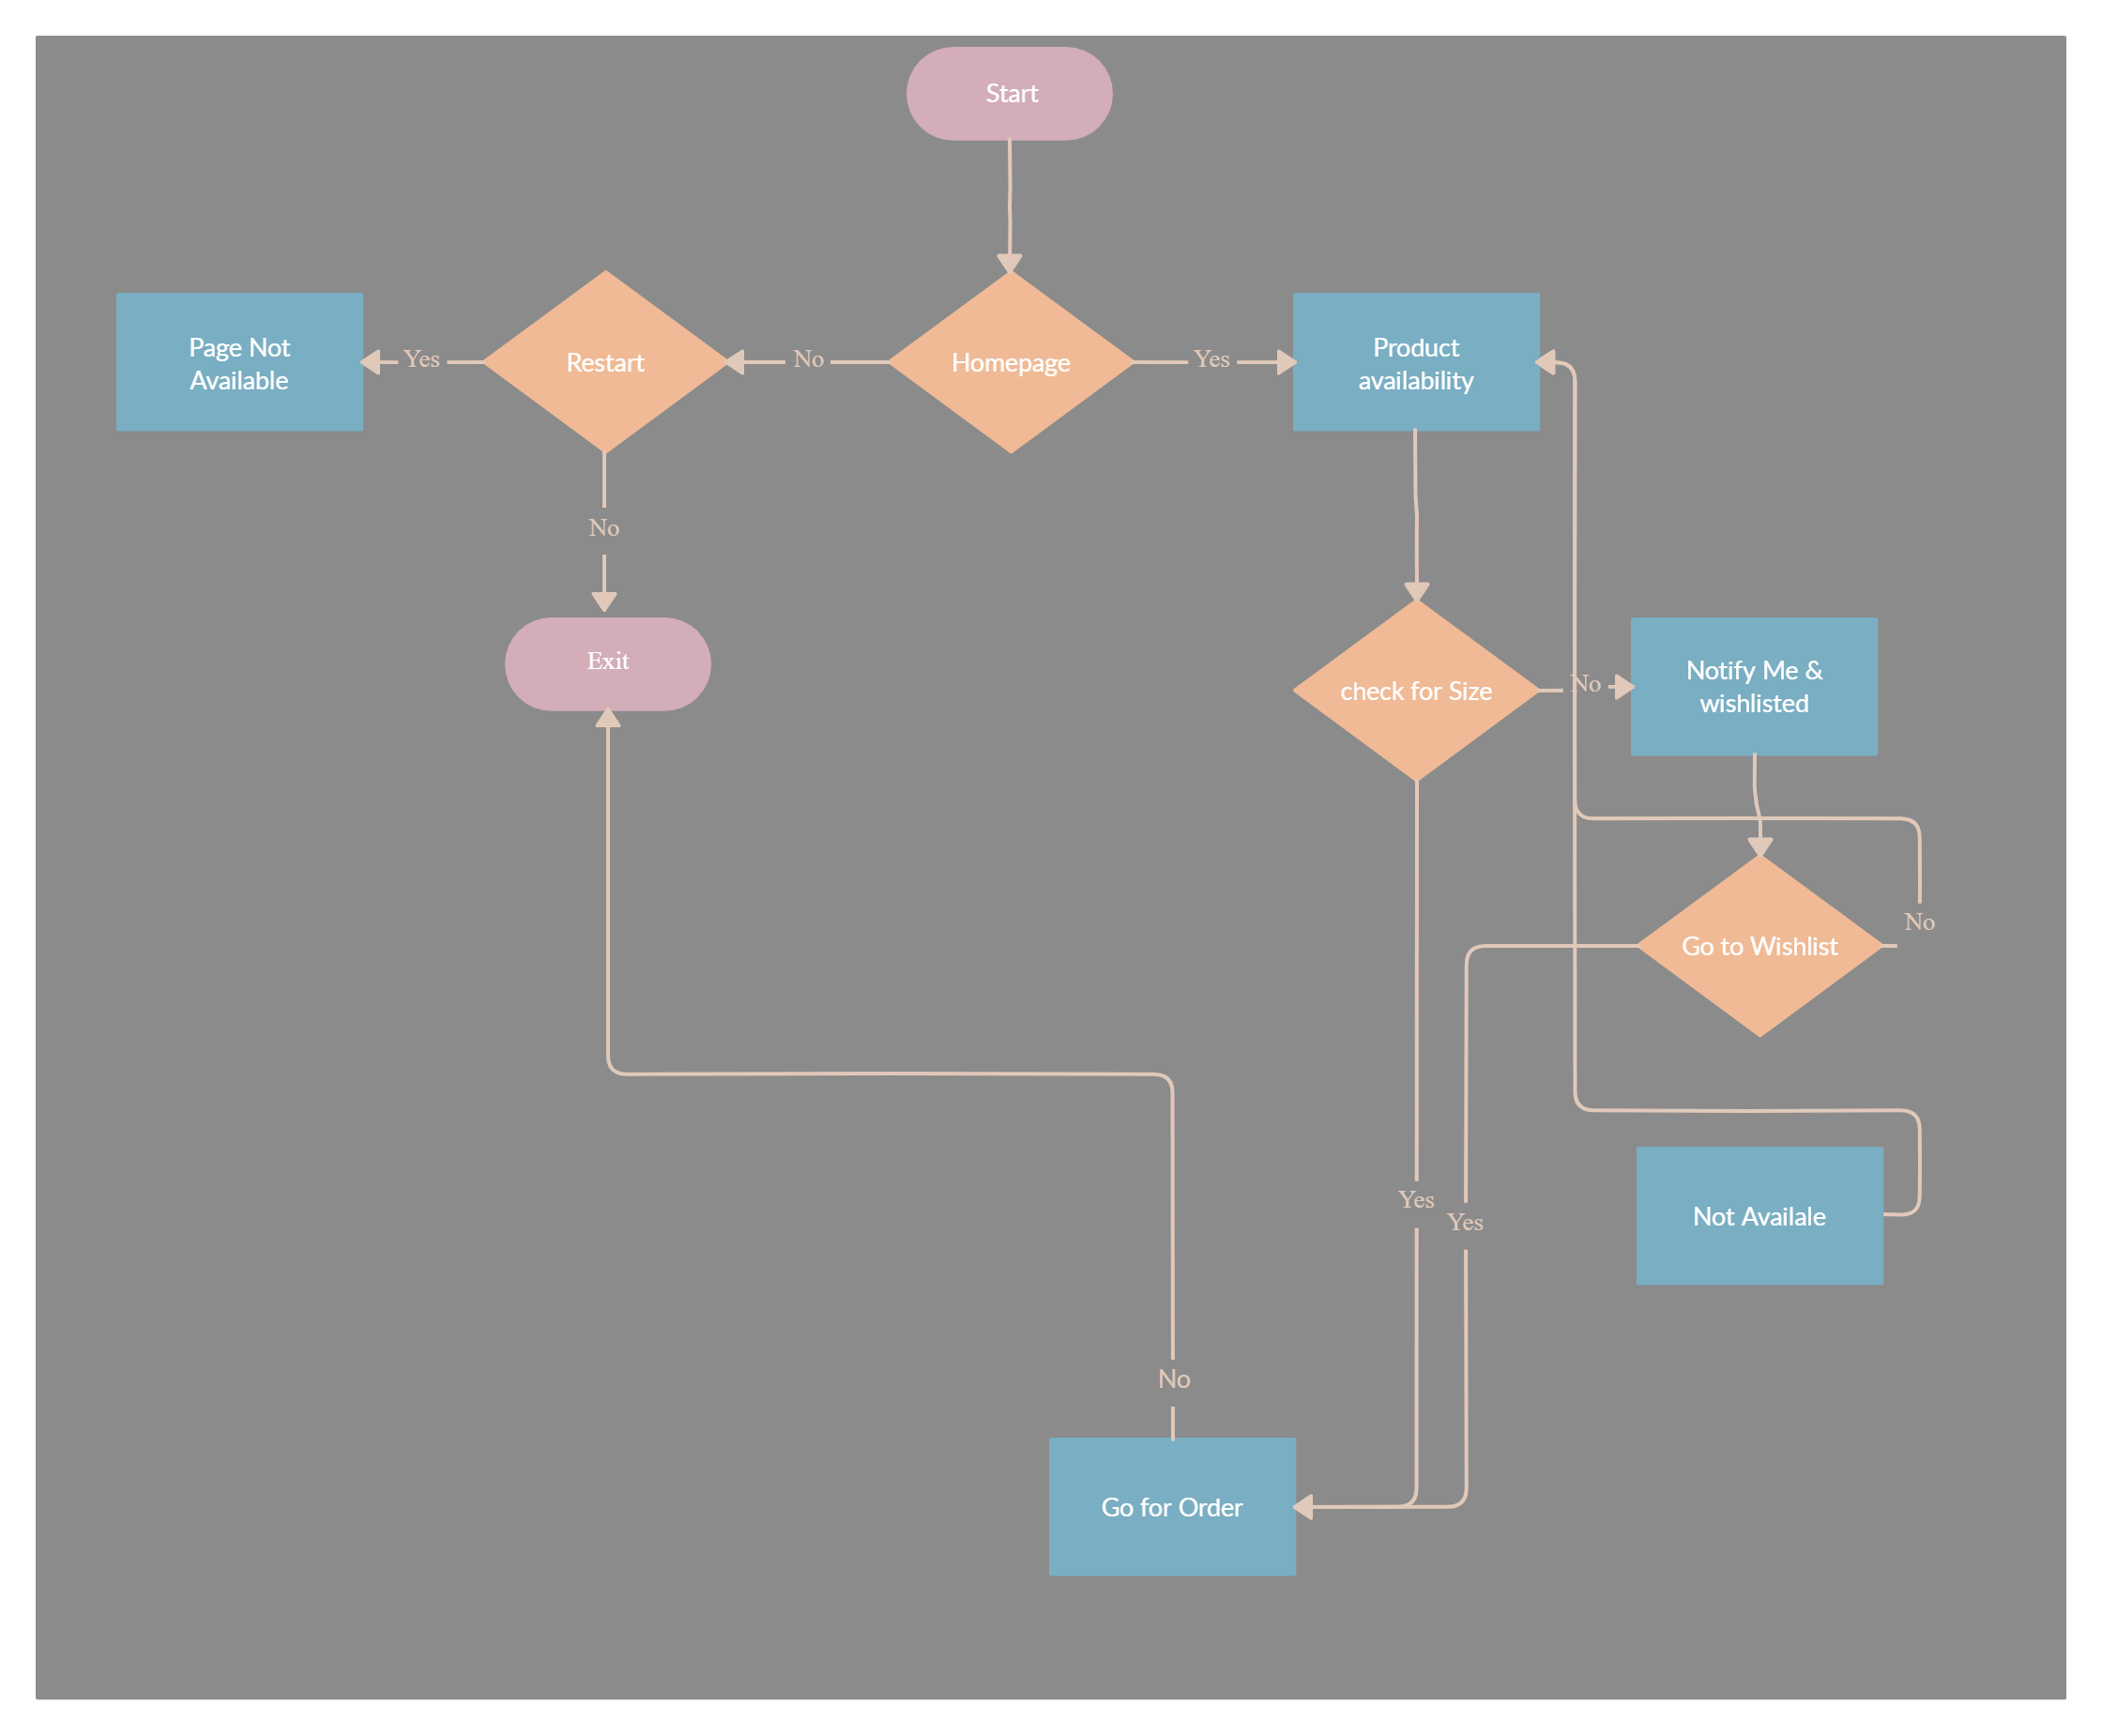 Start
Page Not
Available
Yes
Restart
No
Homepage
Yes
Product
availability
No
Exit
check for Size
No
Notify Me &
wishlisted
No
Go to Wishlist
Yes
Yes
Not Availale
No
Go for Order